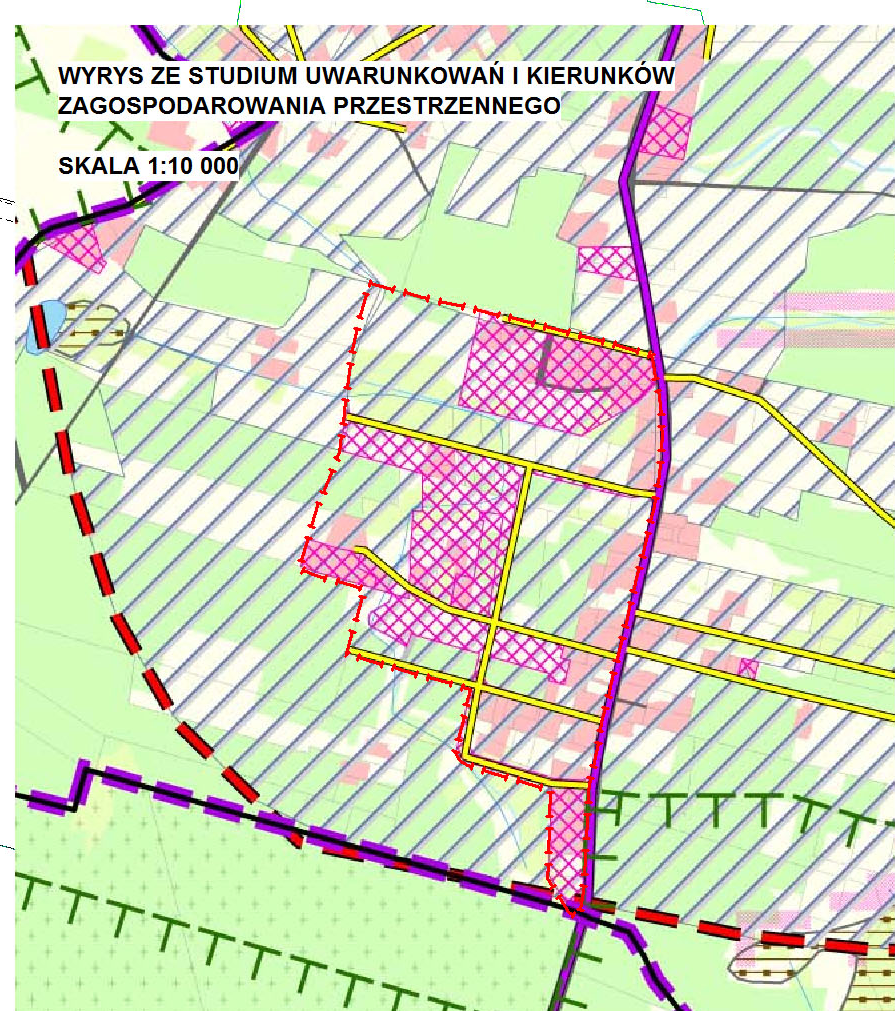 WYRYS ZE STUDIUM UWARUNKOWAŃ I KIERUNKÓW
ZAGOSPODAROWANIA PRZESTRZENNEGO
SKALA 1:10 000